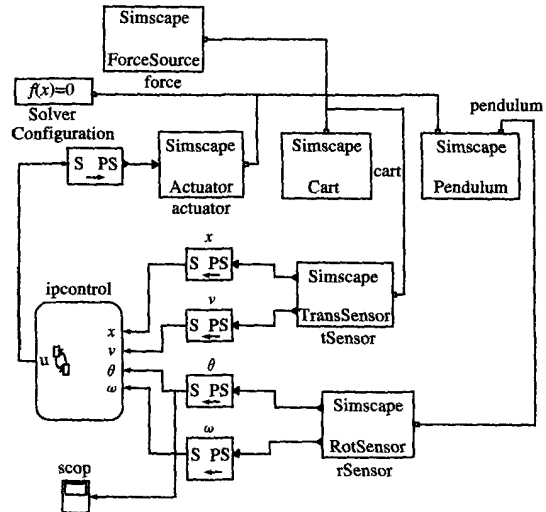 Simscape
ForceSource
force
f(x)=0
Solver
Configuration
pendulum
S PS
Simscape
Actuator
actuator
Simscape
Cart
cart
Simscape
Pendulum
x
S PS
Simscape
TransSensor
tSensor
ipcontrol
v
S PS
u
x
v
θ
ω
θ
S PS
Simscape
RotSensor
rSensor
ω
S PS
scop